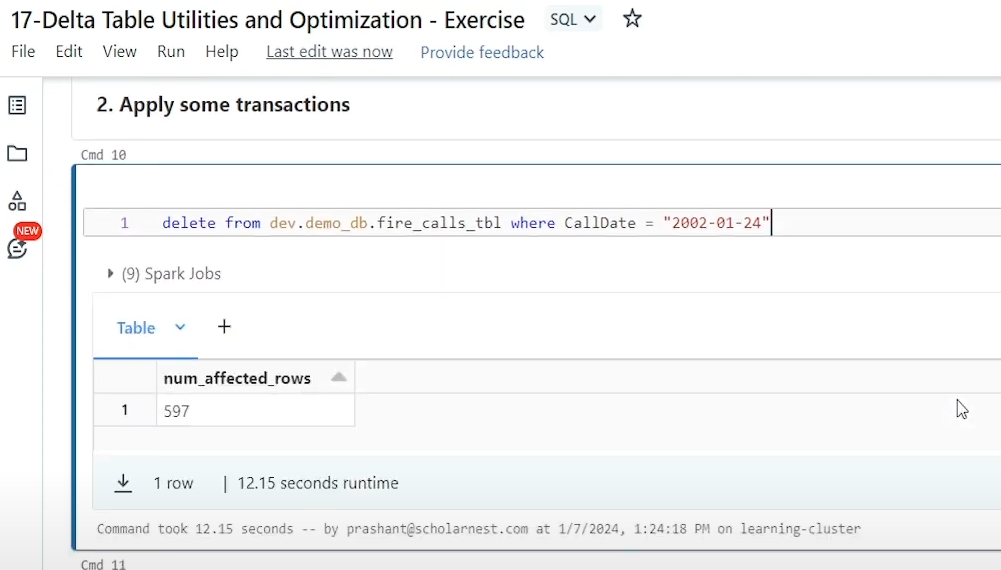 17-Delta Table Utilities and Optimization - Exercise SQL
File Edit View Run Help Last edit was now Provide feedback
2. Apply some transactions
Cmd 10
NEW
1 delete from dev.demo_db.fire_calls_tbl where CallDate = "2002-01-24"
(9) Spark Jobs
Table +
num_affected_rows
1 597
1 row | 12.15 seconds runtime
Command took 12.15 seconds -- by prashant@scholarnest.com at 1/7/2024, 1:24:18 PM on learning-cluster
Cmd 11